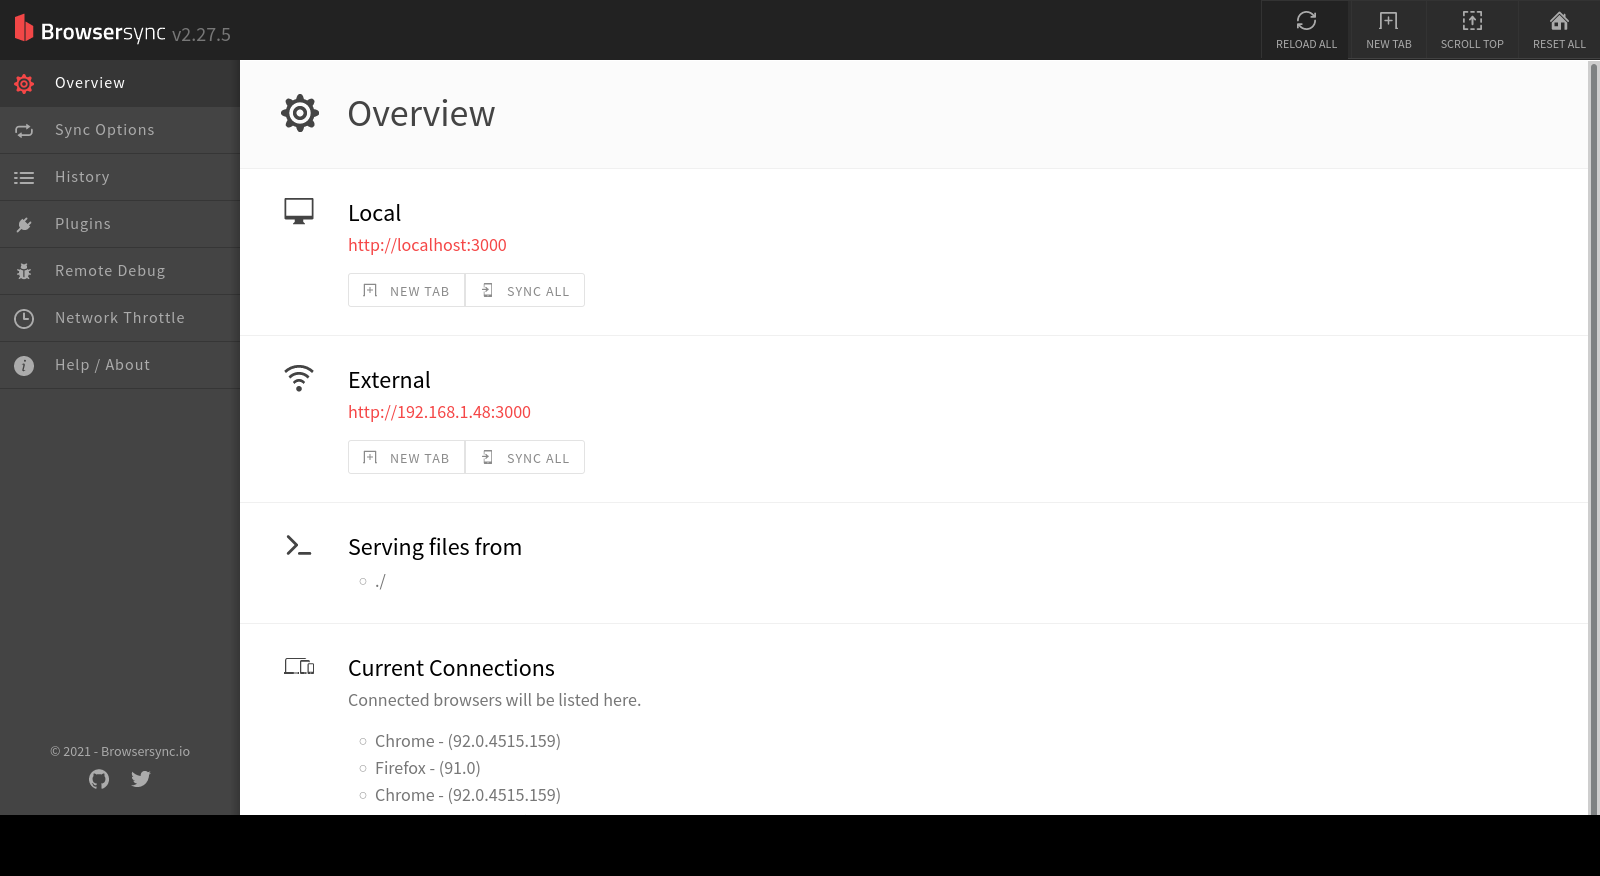 Browsersync v2.27.5
RELOAD ALL
NEW TAB
SCROLL TOP
RESET ALL
Overview
Sync Options
History
Plugins
Remote Debug
Network Throttle
Help / About
© 2021 - Browsersync.io
Overview
Local
http://localhost:3000
NEW TAB
SYNC ALL
External
http://192.168.1.48:3000
NEW TAB
SYNC ALL
Serving files from
./
Current Connections
Connected browsers will be listed here.
Chrome - (92.0.4515.159)
Firefox - (91.0)
Chrome - (92.0.4515.159)